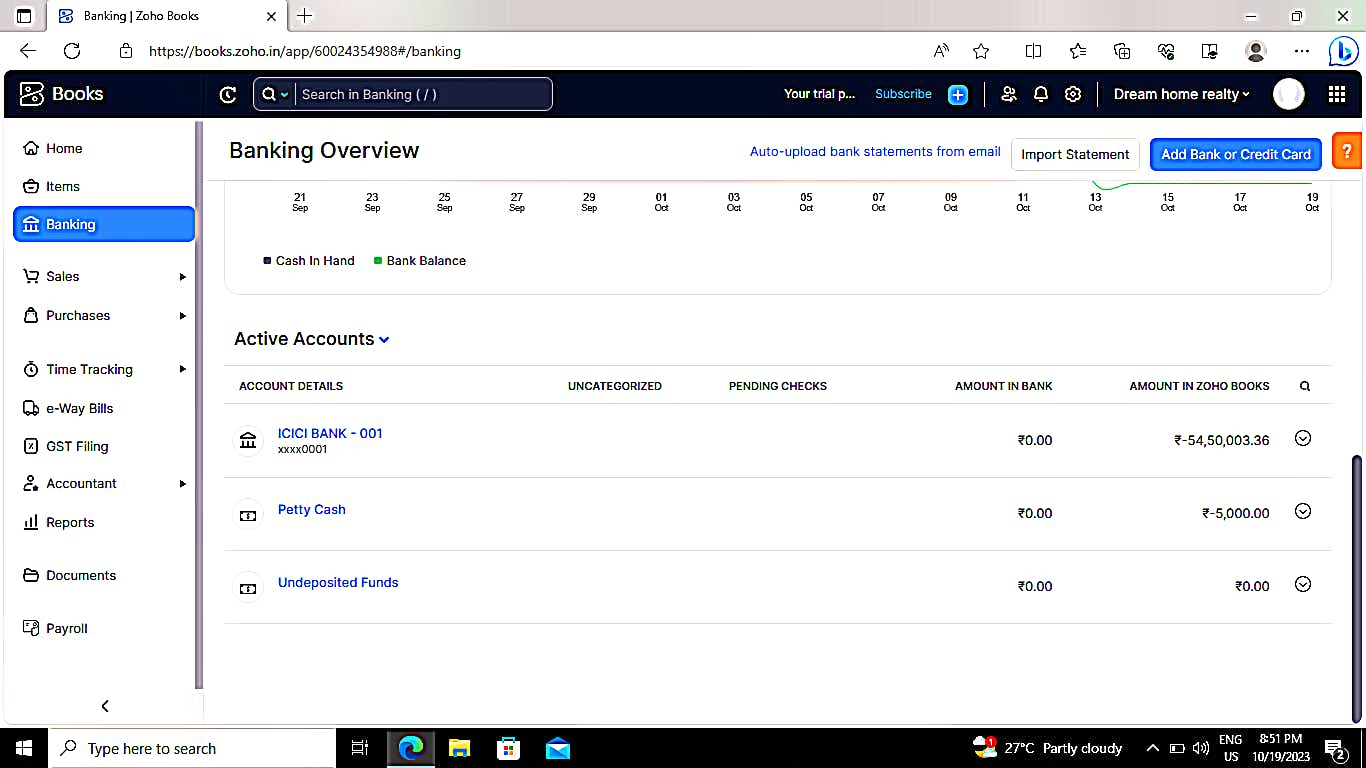 Banking | Zoho Books
https://books.zoho.in/app/60024354988#/banking
Books
Search in Banking ( / )
Your trial p...
Subscribe
Dream home realty
Home
Items
Banking
Sales
Purchases
Time Tracking
e-Way Bills
GST Filing
Accountant
Reports
Documents
Payroll
Banking Overview
Auto-upload bank statements from email
Import Statement
Add Bank or Credit Card
?
21 23 25 27 29 01 03 05 07 09 11 13 15 17 19
Sep Sep Sep Sep Sep Oct Oct Oct Oct Oct Oct Oct Oct Oct Oct
Cash In Hand Bank Balance
Active Accounts
ACCOUNT DETAILS UNCATEGORIZED PENDING CHECKS AMOUNT IN BANK AMOUNT IN ZOHO BOOKS
ICICI BANK - 001 ₹0.00 ₹-54,50,003.36
xxxx0001
Petty Cash ₹0.00 ₹-5,000.00
Undeposited Funds ₹0.00 ₹0.00
Type here to search
1
27°C Partly cloudy
ENG
US
8:51 PM
10/19/2023
2